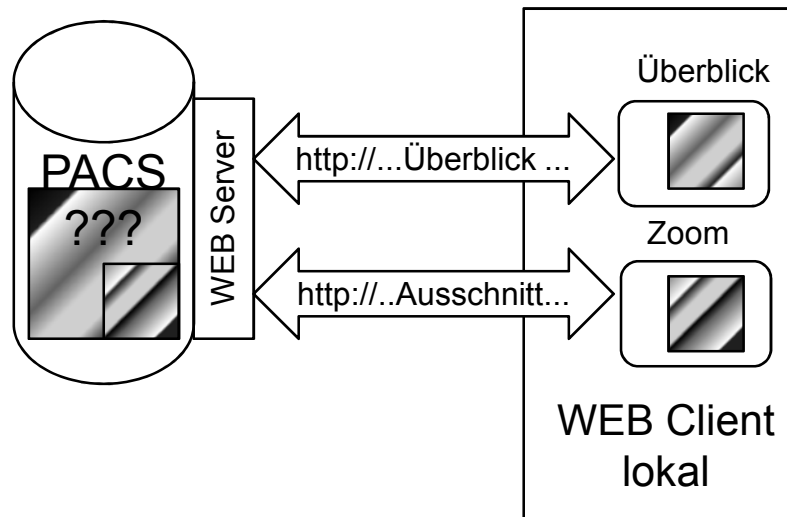 PACS
???
WEB Server
http://...Überblick ...
http://..Ausschnitt...
Überblick
Zoom
WEB Client
lokal